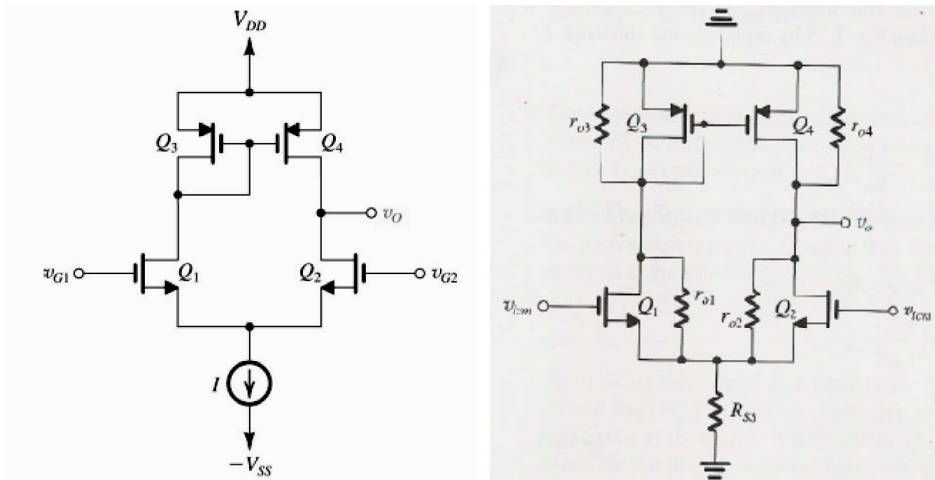 V_DD
Q_3
Q_4
v_O
v_G1
Q_1
Q_2
v_G2
I
−V_SS
r_o3
Q_3
Q_4
r_o4
v_o
v_icm
Q_1
r_o1
r_o2
Q_2
v_icm
R_SS